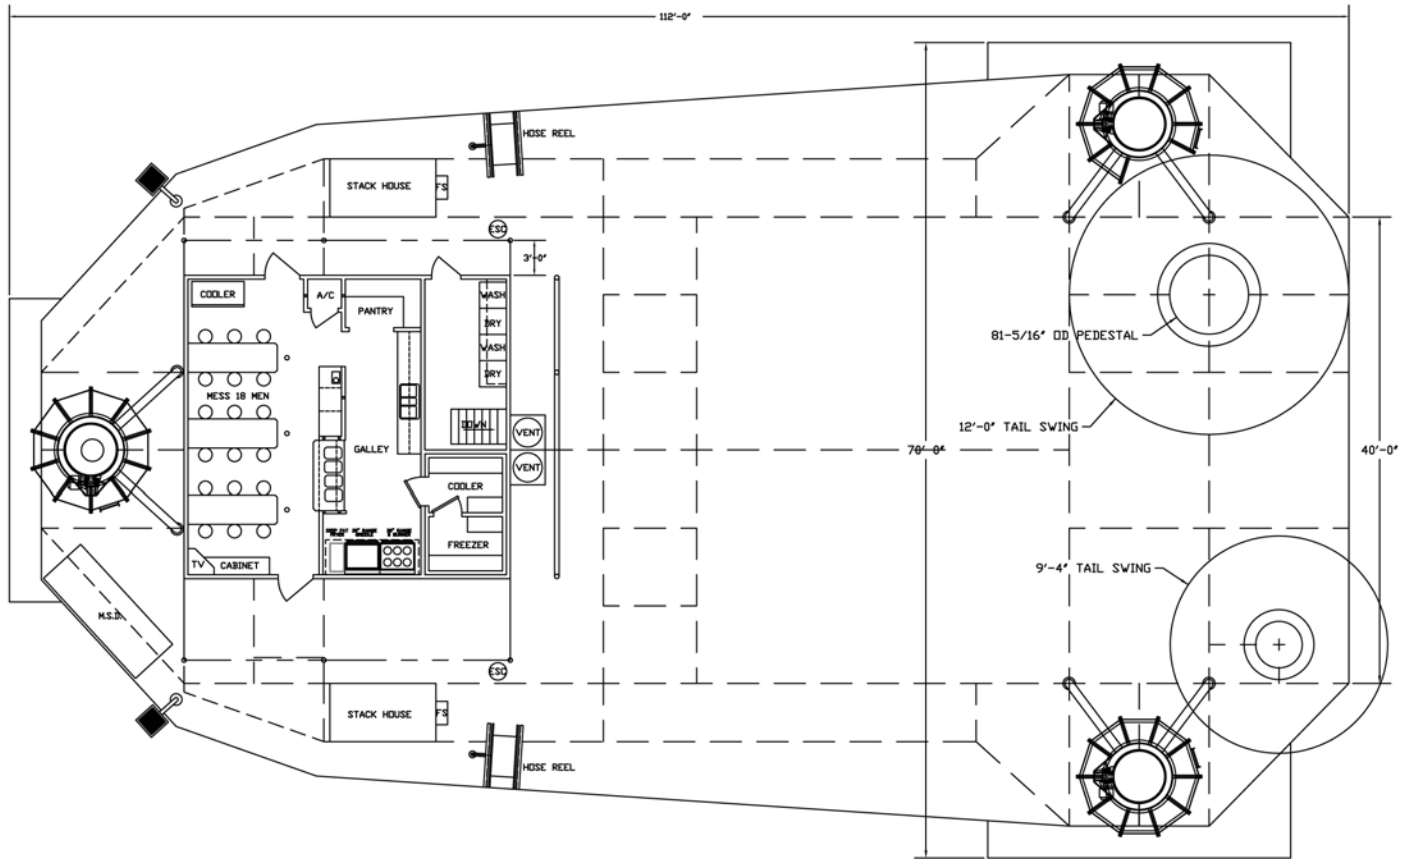 112'-0"
HOSE REEL
STACK HOUSE
FS
ESC
3'-0"
COOLER
A/C
PANTRY
WASH
DRY
WASH
DRY
81-5/16" OD PEDESTAL
MESS 18 MEN
DOWN
12'-0" TAIL SWING
VENT
GALLEY
70'-0"
40'-0"
VENT
COOLER
FREEZER
TV
CABINET
9'-4" TAIL SWING
M.S.D.
ESC
STACK HOUSE
FS
HOSE REEL